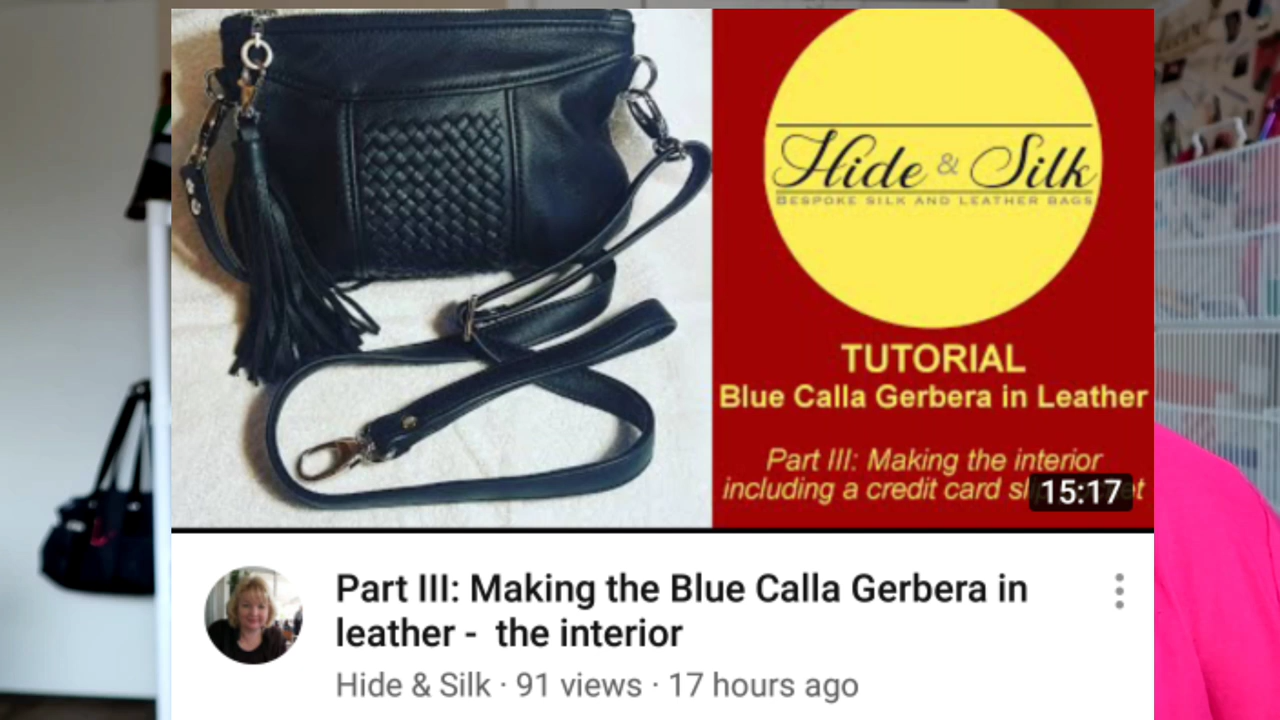 Hide & Silk
BESPOKE SILK AND LEATHER BAGS
TUTORIAL
Blue Calla Gerbera in Leather
Part III: Making the interior
including a credit card
15:17
Part III: Making the Blue Calla Gerbera in
leather - the interior
Hide & Silk · 91 views · 17 hours ago